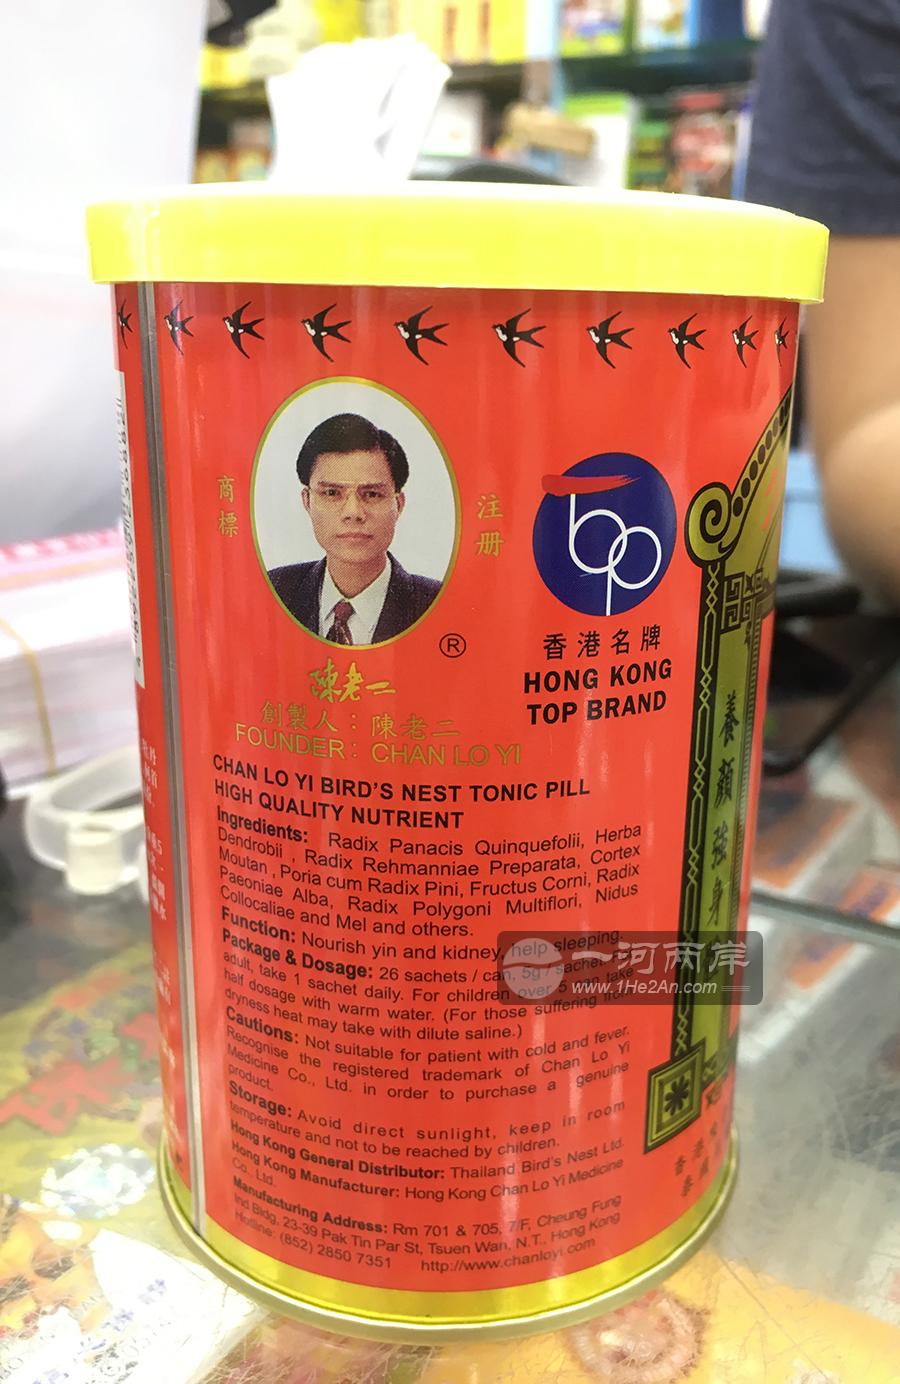 商標
注册
®
陳老二
創製人：陳老二
FOUNDER: CHAN LO YI
香港名牌
HONG KONG
TOP BRAND
CHAN LO YI BIRD'S NEST TONIC PILL
HIGH QUALITY NUTRIENT
Ingredients: Radix Panacis Quinquefolii, Herba
Dendrobii , Radix Rehmanniae Preparata, Cortex
Moutan , Poria cum Radix Pini, Fructus Corni, Radix
Paeoniae Alba, Radix Polygoni Multiflori, Nidus
Collocaliae and Mel and others.
Function: Nourish yin and kidney, help sleeping.
Package & Dosage: 26 sachets / can, 5g / sachet.
adult, take 1 sachet daily. For children over 5 take
half dosage with warm water. (For those suffering from
dryness heat may take with dilute saline.)
Cautions: Not suitable for patient with cold and fever.
Recognise the registered trademark of Chan Lo Yi
Medicine Co., Ltd. in order to purchase a genuine
product.
Storage: Avoid direct sunlight, keep in room
temperature and not to be reached by children.
Hong Kong General Distributor: Thailand Bird's Nest Ltd.
Hong Kong Manufacturer: Hong Kong Chan Lo Yi Medicine
Co., Ltd.
Manufacturing Address: Rm 701 & 705, 7/F, Cheung Fung
Ind Bldg, 23-39 Pak Tin Par St, Tsuen Wan, N.T., Hong Kong
Hotline: (852) 2850 7351 http://www.chanloyi.com
養顏強身
香港
一河两岸
www.1He2An.com